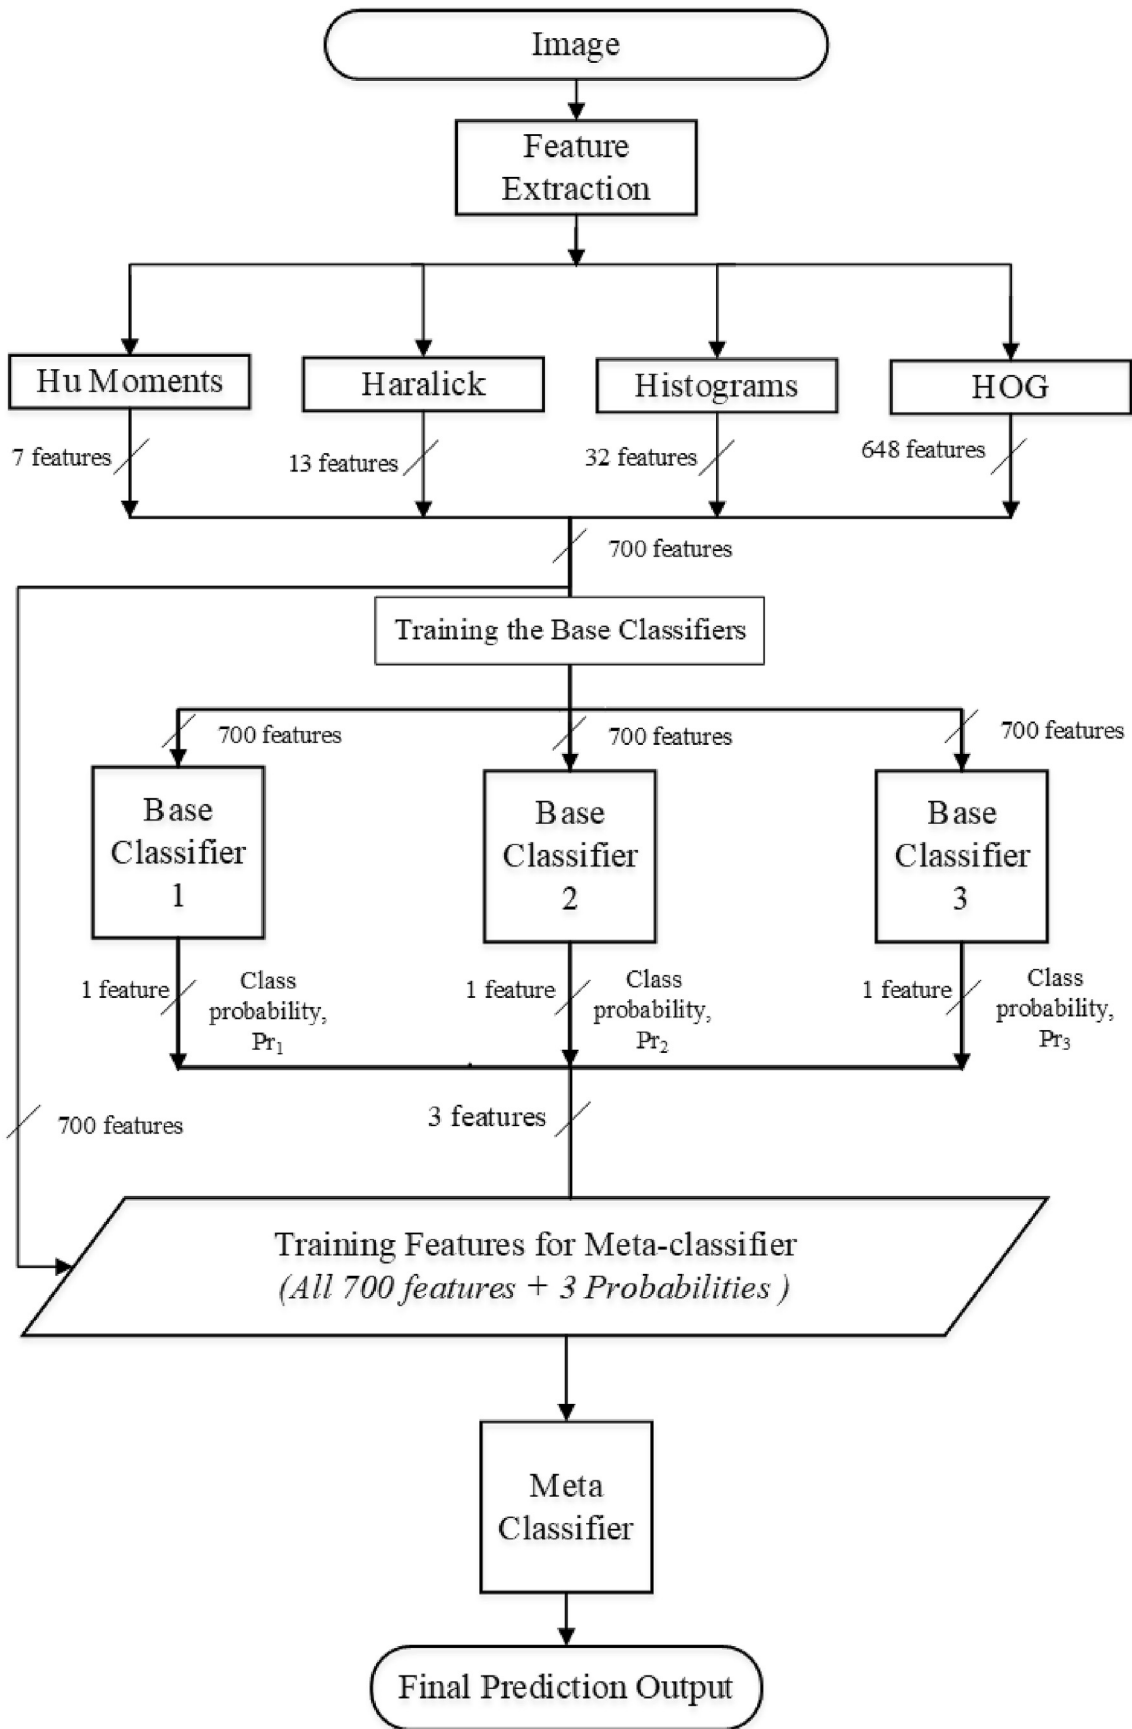 Image
Feature
Extraction
Hu Moments
Haralick
Histograms
HOG
7 features
13 features
32 features
648 features
700 features
Training the Base Classifiers
700 features
700 features
700 features
Base
Classifier
1
Base
Classifier
2
Base
Classifier
3
1 feature
Class
probability,
Pr₁
1 feature
Class
probability,
Pr₂
1 feature
Class
probability,
Pr₃
700 features
3 features
Training Features for Meta-classifier
(All 700 features + 3 Probabilities )
Meta
Classifier
Final Prediction Output